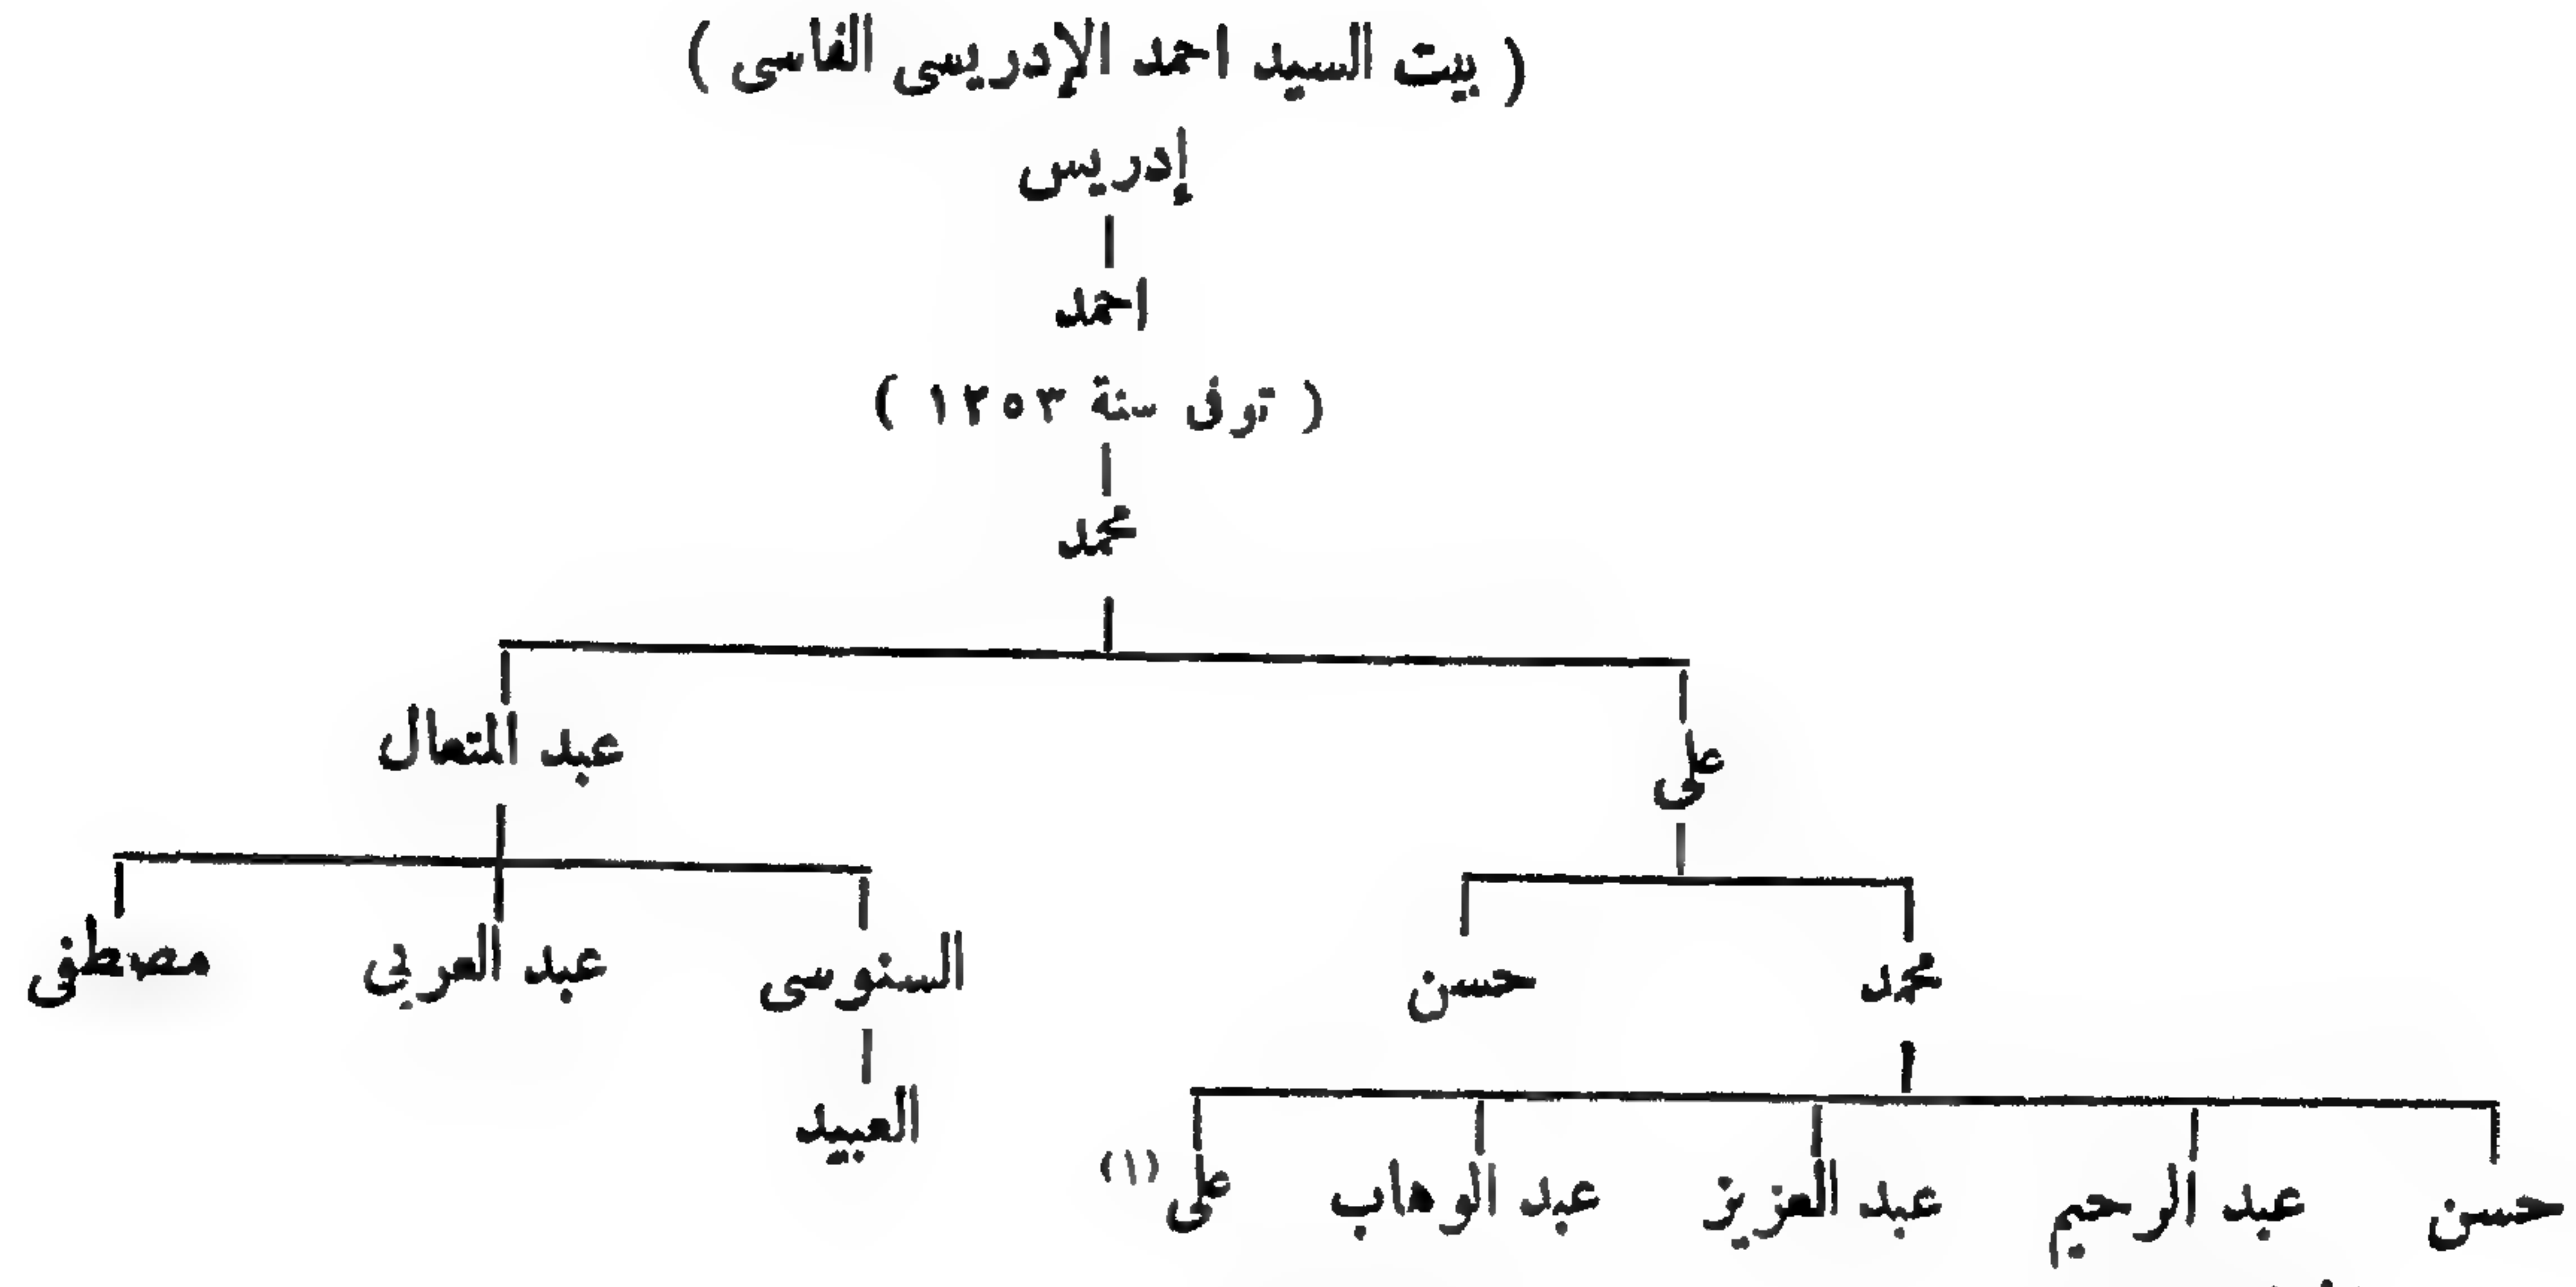 ( بيت السيد احمد الإدريسى الفاسى )
إدريس
احمد
( توفى سنة ١٢٥٣ )
محمد
على عبد المتعال
محمد حسن السنوسى عبد العربى مصطفى
العبيد
حسن عبد الرحيم عبد العزيز عبد الوهاب على (١)